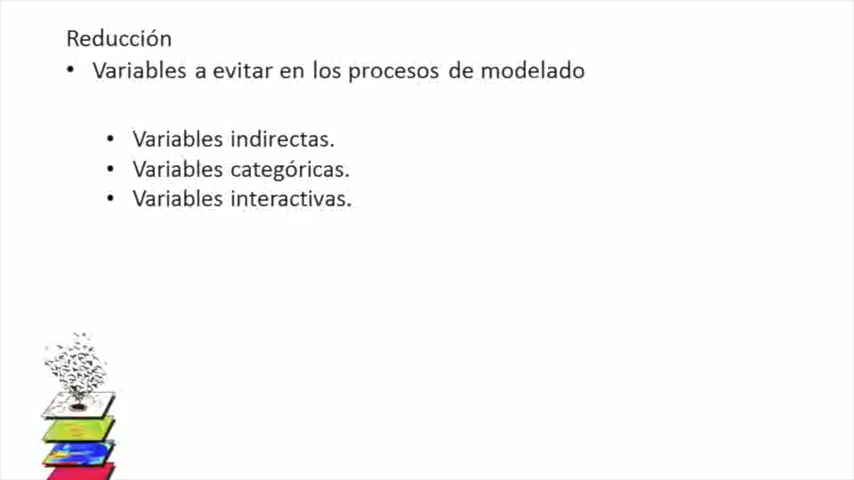 Reducción
• Variables a evitar en los procesos de modelado
• Variables indirectas.
• Variables categóricas.
• Variables interactivas.